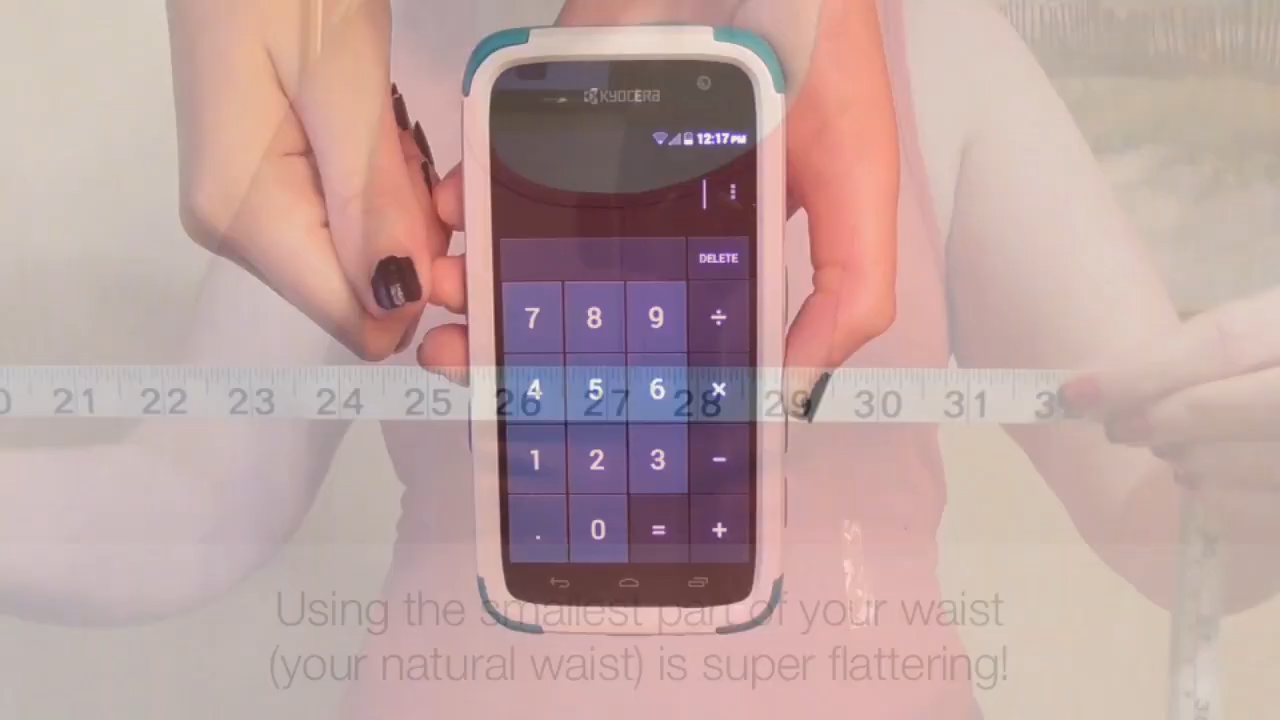 KYOCERA
12:17 PM
DELETE
7 8 9 ÷
4 5 6 ×
21 22 23 24 25 26 27 28 29 30 31
1 2 3 −
. 0 = +
Using the smallest part of your waist
(your natural waist) is super flattering!